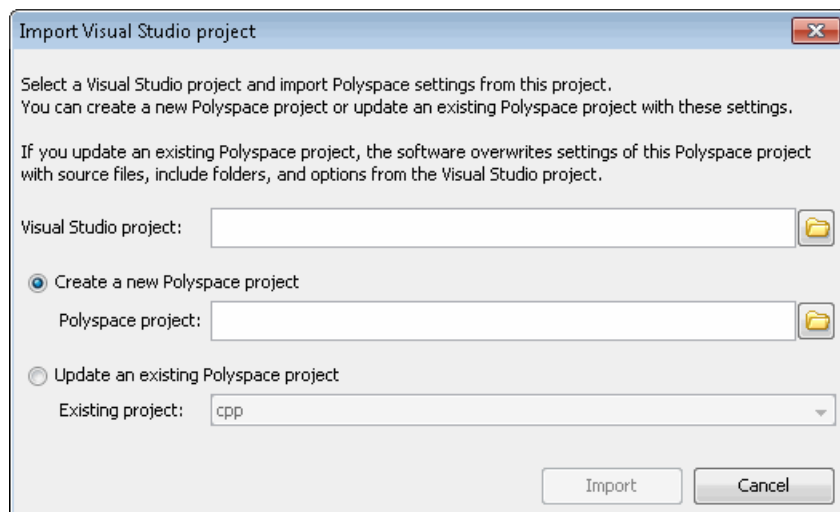 Import Visual Studio project
Select a Visual Studio project and import Polyspace settings from this project.
You can create a new Polyspace project or update an existing Polyspace project with these settings.
If you update an existing Polyspace project, the software overwrites settings of this Polyspace project
with source files, include folders, and options from the Visual Studio project.
Visual Studio project:
Create a new Polyspace project
Polyspace project:
Update an existing Polyspace project
Existing project: cpp
Import Cancel